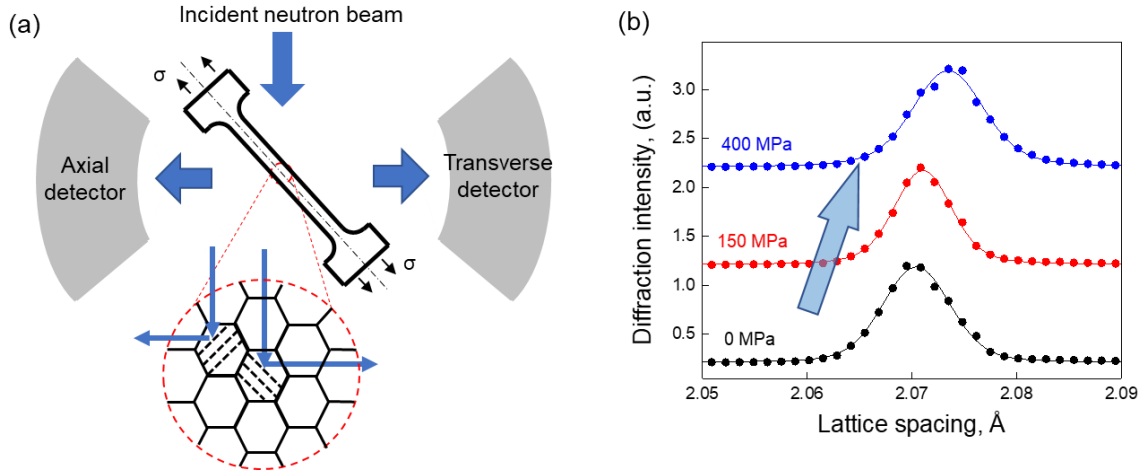 (a)
Incident neutron beam
σ
Axial
detector
Transverse
detector
σ
(b)
Diffraction intensity, (a.u.)
3.0
2.5
2.0
1.5
1.0
0.5
400 MPa
150 MPa
0 MPa
2.05
2.06
2.07
2.08
2.09
Lattice spacing, Å